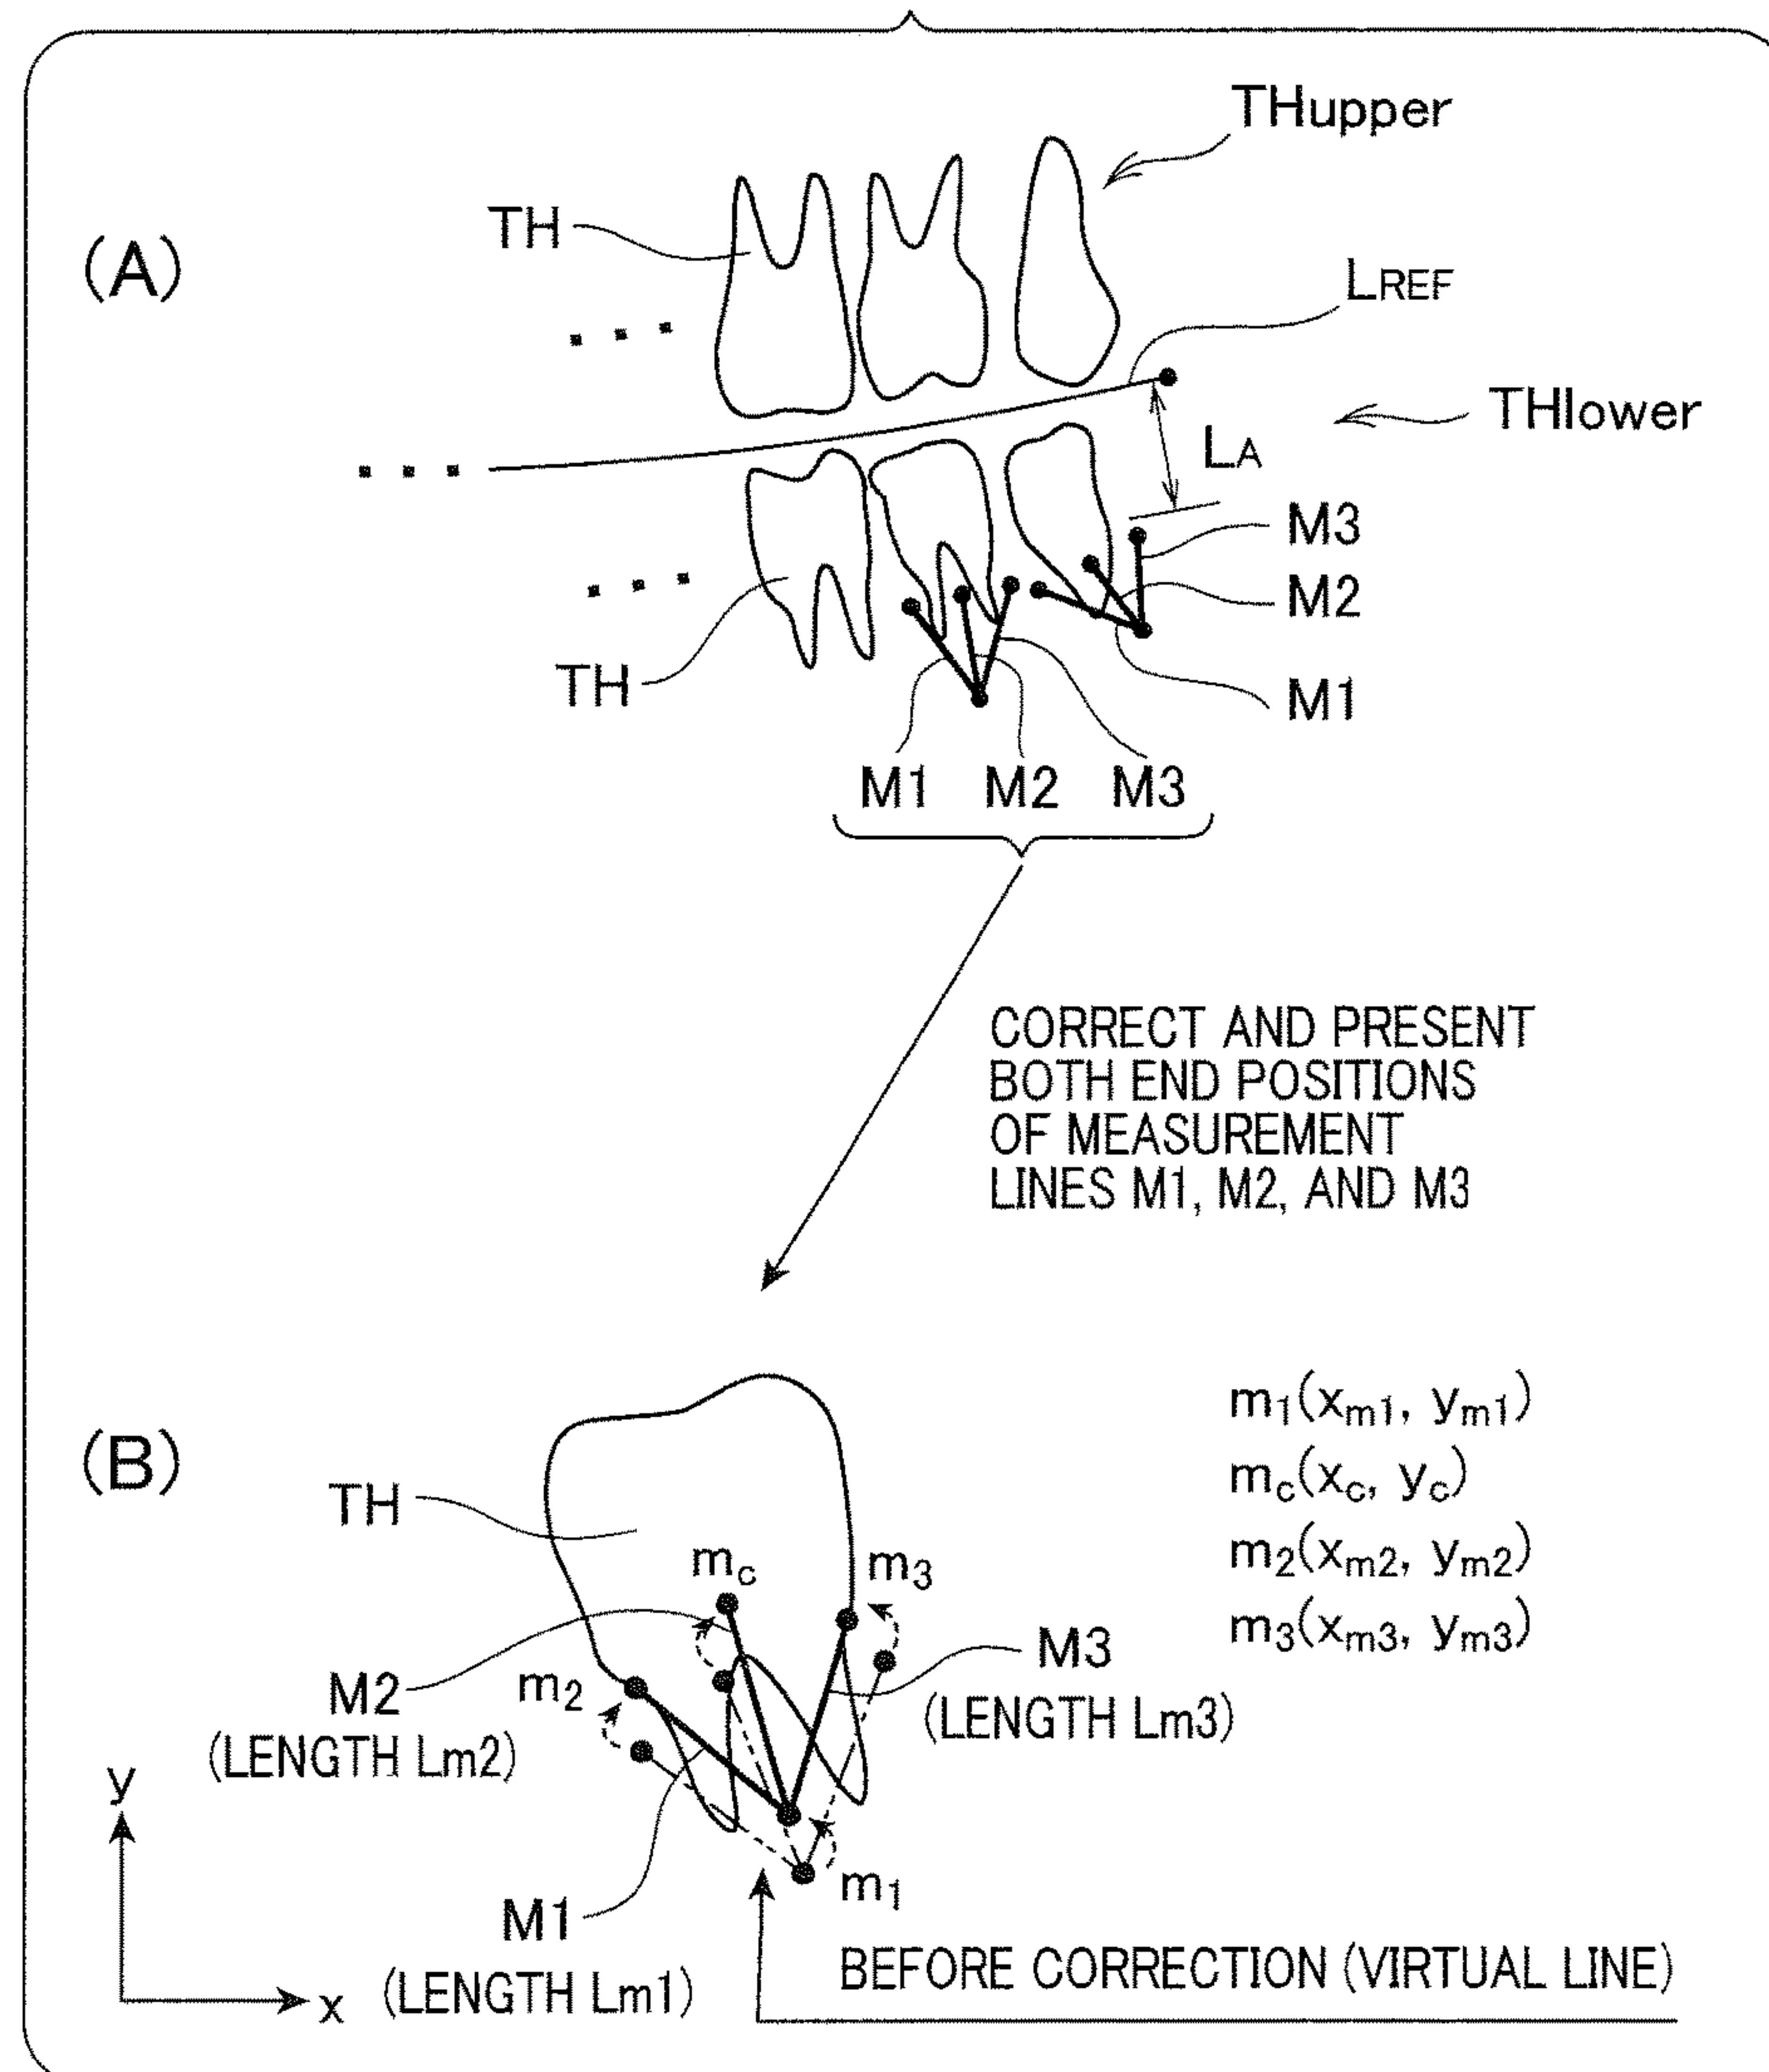 THupper
TH
(A)
LREF
THlower
LA
M3
M2
TH
M1
M1 M2 M3
CORRECT AND PRESENT
BOTH END POSITIONS
OF MEASUREMENT
LINES M1, M2, AND M3
(B)
m1(xm1, ym1)
mc(xc, yc)
m2(xm2, ym2)
m3(xm3, ym3)
TH
mc
m3
M3
(LENGTH Lm3)
M2
(LENGTH Lm2)
m2
y
m1
M1
(LENGTH Lm1)
x
BEFORE CORRECTION (VIRTUAL LINE)